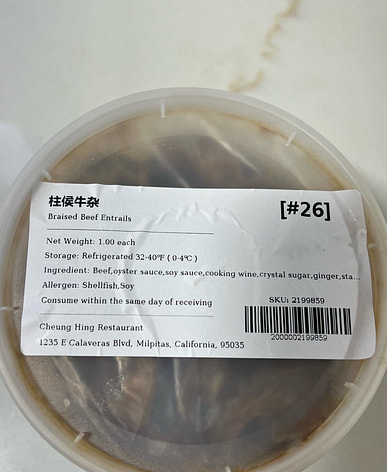 柱侯牛杂
[#26]
Braised Beef Entrails
Net Weight: 1.00 each
Storage: Refrigerated 32-40ºF ( 0-4ºC )
Ingredient: Beef,oyster sauce,soy sauce,cooking wine,crystal sugar,ginger,sta...
Allergen: Shellfish,Soy
Consume within the same day of receiving
SKU: 2199859
2000002199859
Cheung Hing Restaurant
1235 E Calaveras Blvd, Milpitas, California, 95035